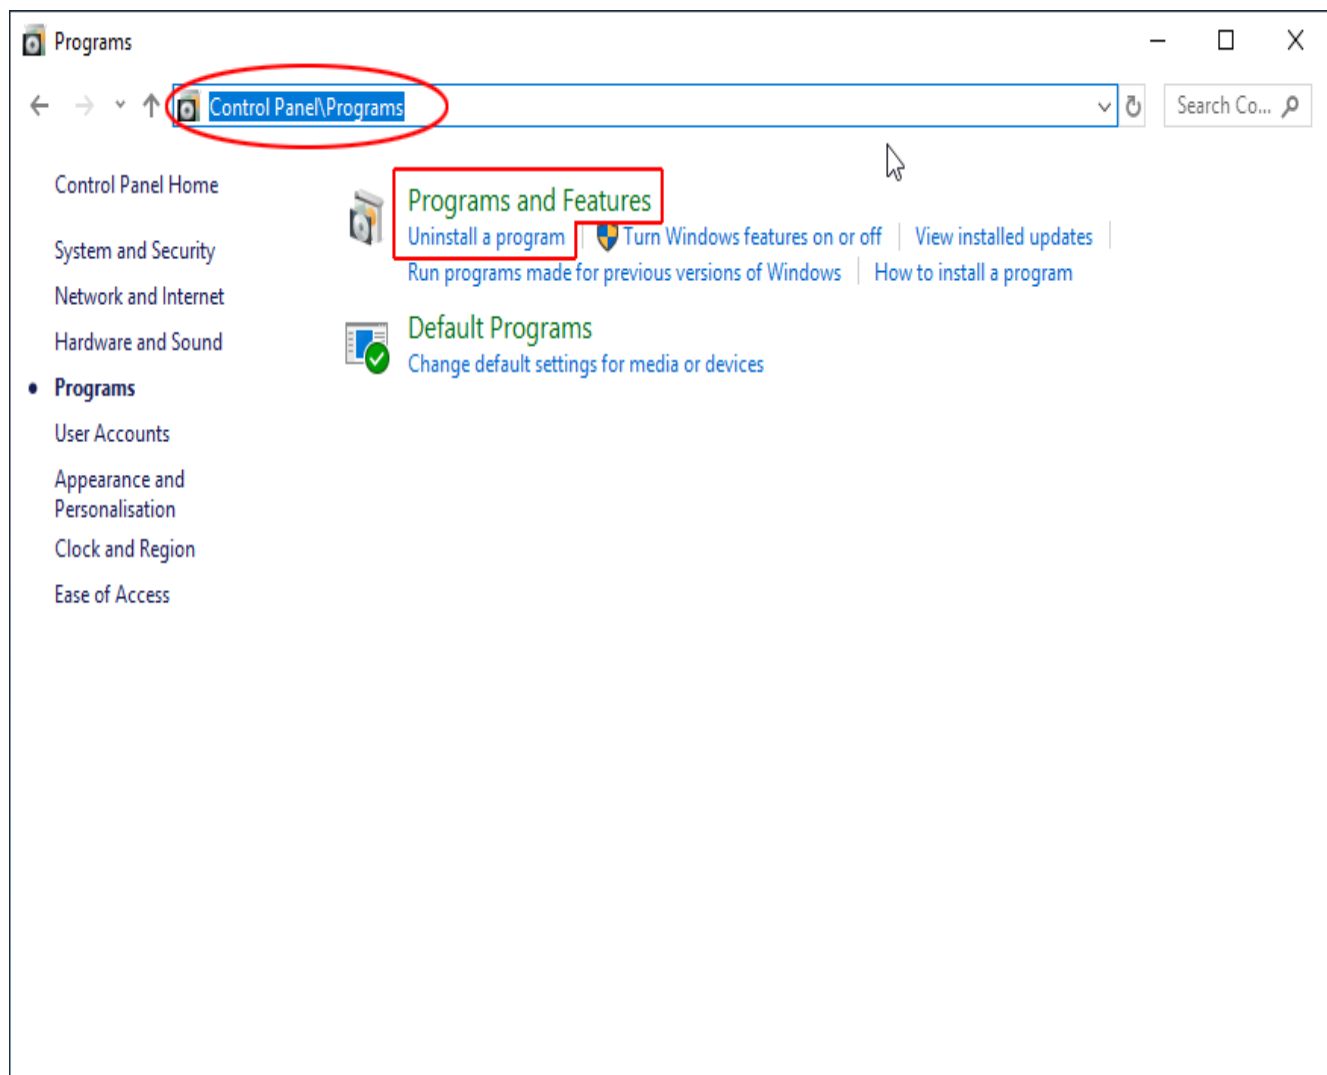 Programs
Control Panel\Programs
Search Co...
Control Panel Home
System and Security
Network and Internet
Hardware and Sound
Programs
User Accounts
Appearance and
Personalisation
Clock and Region
Ease of Access
Programs and Features
Uninstall a program Turn Windows features on or off View installed updates
Run programs made for previous versions of Windows How to install a program
Default Programs
Change default settings for media or devices